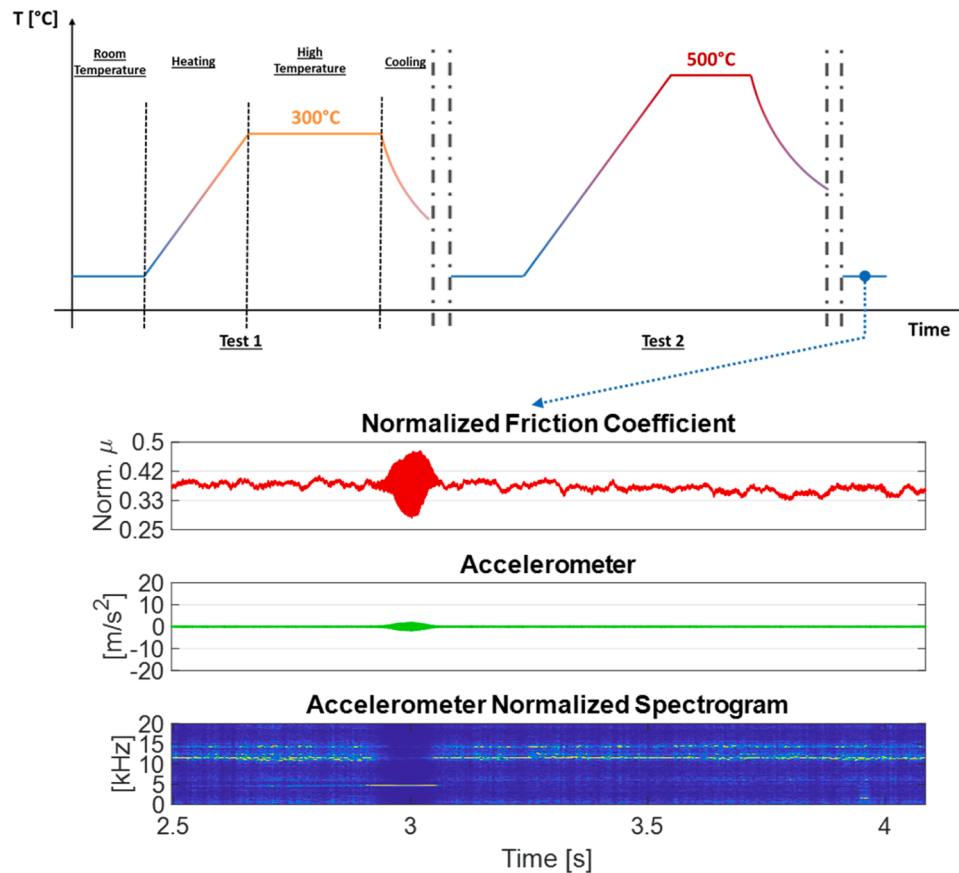 T [°C]
Room
Temperature
Heating
High
Temperature
Cooling
300°C
500°C
Test 1
Test 2
Time
Normalized Friction Coefficient
Norm. μ
0.5
0.42
0.33
0.25
Accelerometer
[m/s²]
20
10
0
-10
-20
Accelerometer Normalized Spectrogram
[kHz]
20
15
10
5
0
2.5
3
3.5
4
Time [s]